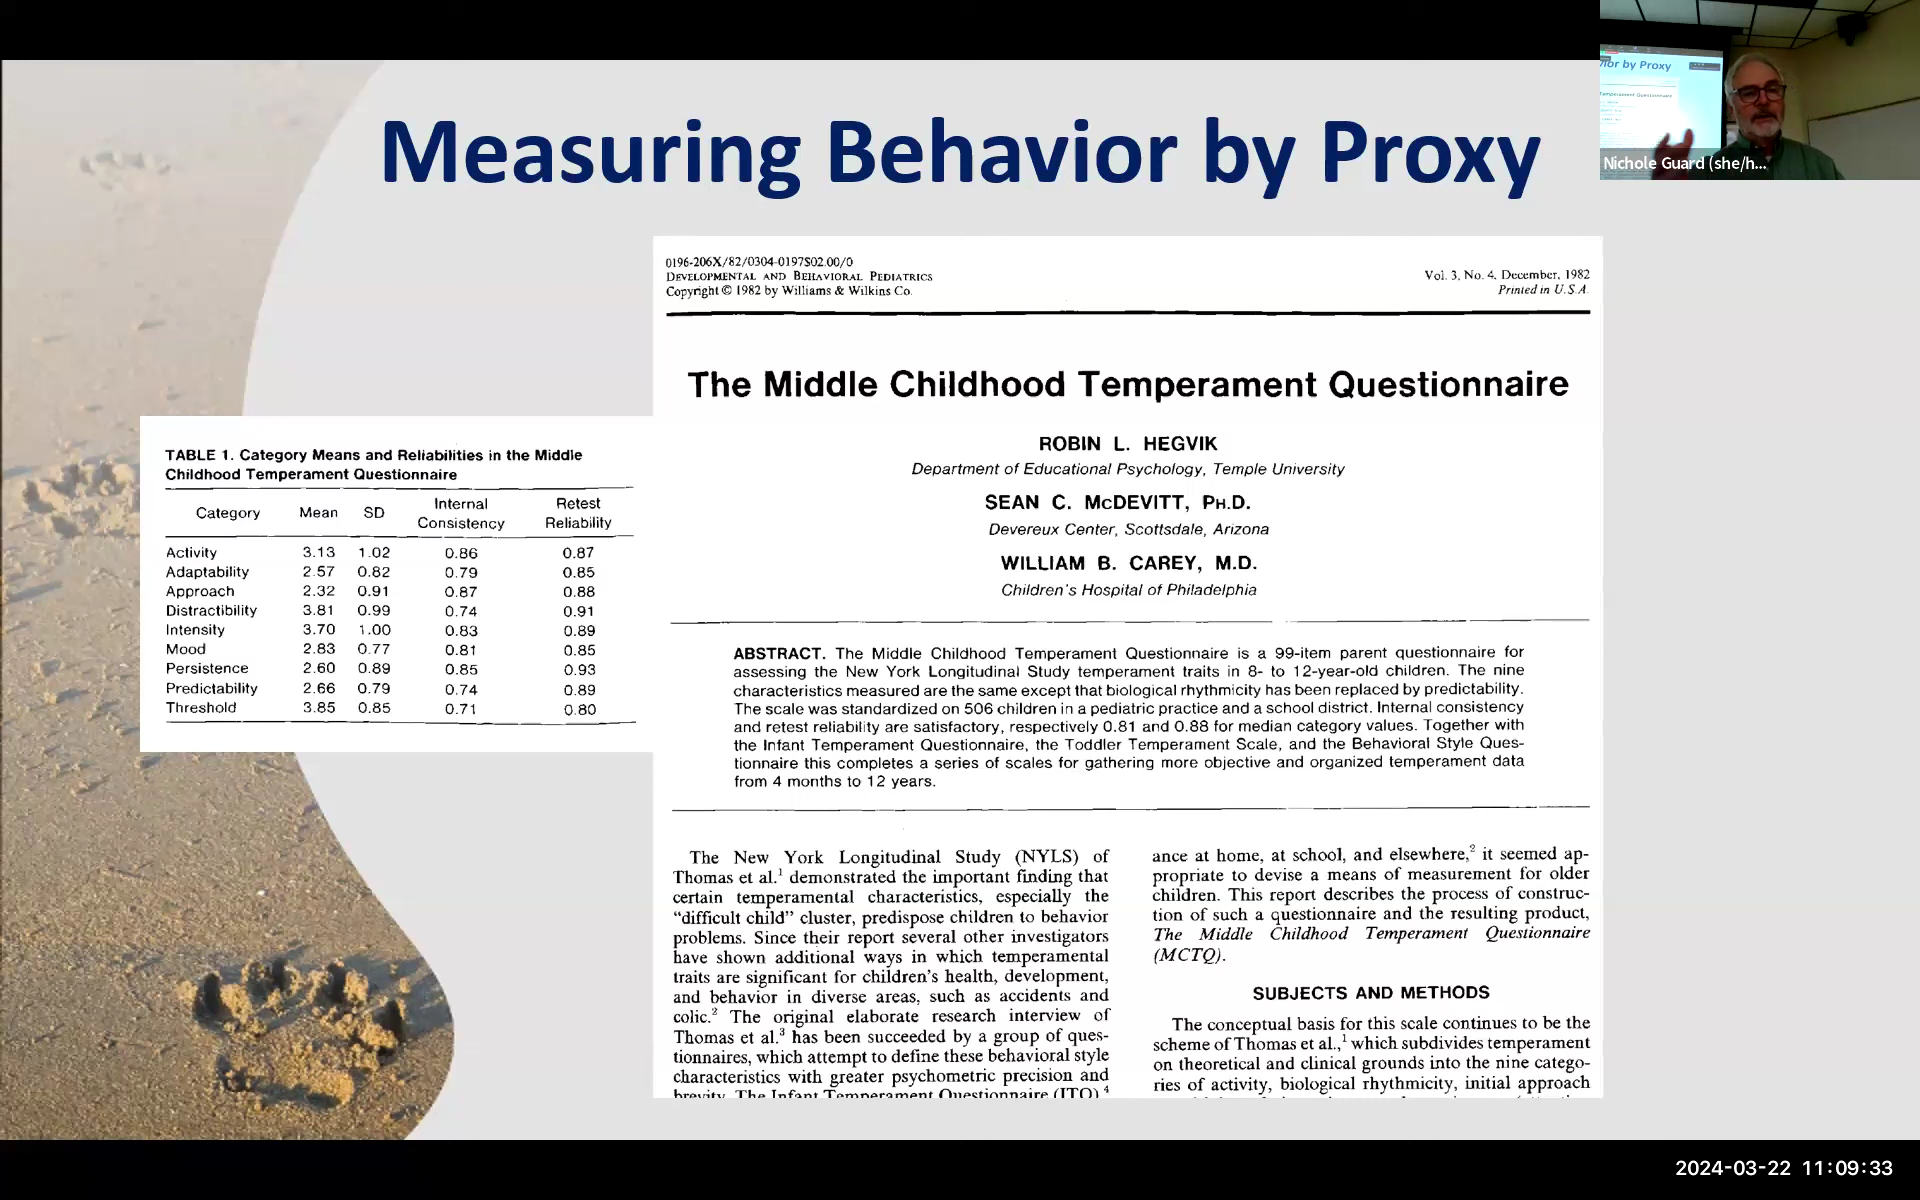 Measuring Behavior by Proxy
ior by Proxy
Temperament Questionnaire
Nichole Guard (she/h...
0196-206X/82/0304-0197$02.00/0
DEVELOPMENTAL AND BEHAVIORAL PEDIATRICS
Copyright © 1982 by Williams & Wilkins Co.
Vol. 3, No. 4, December, 1982
Printed in U.S.A.
The Middle Childhood Temperament Questionnaire
ROBIN L. HEGVIK
Department of Educational Psychology, Temple University
SEAN C. McDEVITT, PH.D.
Devereux Center, Scottsdale, Arizona
WILLIAM B. CAREY, M.D.
Children's Hospital of Philadelphia
ABSTRACT. The Middle Childhood Temperament Questionnaire is a 99-item parent questionnaire for
assessing the New York Longitudinal Study temperament traits in 8- to 12-year-old children. The nine
characteristics measured are the same except that biological rhythmicity has been replaced by predictability.
The scale was standardized on 506 children in a pediatric practice and a school district. Internal consistency
and retest reliability are satisfactory, respectively 0.81 and 0.88 for median category values. Together with
the Infant Temperament Questionnaire, the Toddler Temperament Scale, and the Behavioral Style Ques-
tionnaire this completes a series of scales for gathering more objective and organized temperament data
from 4 months to 12 years.
TABLE 1. Category Means and Reliabilities in the Middle
Childhood Temperament Questionnaire
Category Mean SD Internal Consistency Retest Reliability
Activity 3.13 1.02 0.86 0.87
Adaptability 2.57 0.82 0.79 0.85
Approach 2.32 0.91 0.87 0.88
Distractibility 3.81 0.99 0.74 0.91
Intensity 3.70 1.00 0.83 0.89
Mood 2.83 0.77 0.81 0.85
Persistence 2.60 0.89 0.85 0.93
Predictability 2.66 0.79 0.74 0.89
Threshold 3.85 0.85 0.71 0.80
The New York Longitudinal Study (NYLS) of
Thomas et al.1 demonstrated the important finding that
certain temperamental characteristics, especially the
“difficult child” cluster, predispose children to behavior
problems. Since their report several other investigators
have shown additional ways in which temperamental
traits are significant for children's health, development,
and behavior in diverse areas, such as accidents and
colic.2 The original elaborate research interview of
Thomas et al.3 has been succeeded by a group of ques-
tionnaires, which attempt to define these behavioral style
characteristics with greater psychometric precision and
brevity. The Infant Temperament Questionnaire (ITQ),4
ance at home, at school, and elsewhere,2 it seemed ap-
propriate to devise a means of measurement for older
children. This report describes the process of construc-
tion of such a questionnaire and the resulting product,
The Middle Childhood Temperament Questionnaire
(MCTQ).
SUBJECTS AND METHODS
The conceptual basis for this scale continues to be the
scheme of Thomas et al.,1 which subdivides temperament
on theoretical and clinical grounds into the nine catego-
ries of activity, biological rhythmicity, initial approach
2024-03-22 11:09:33